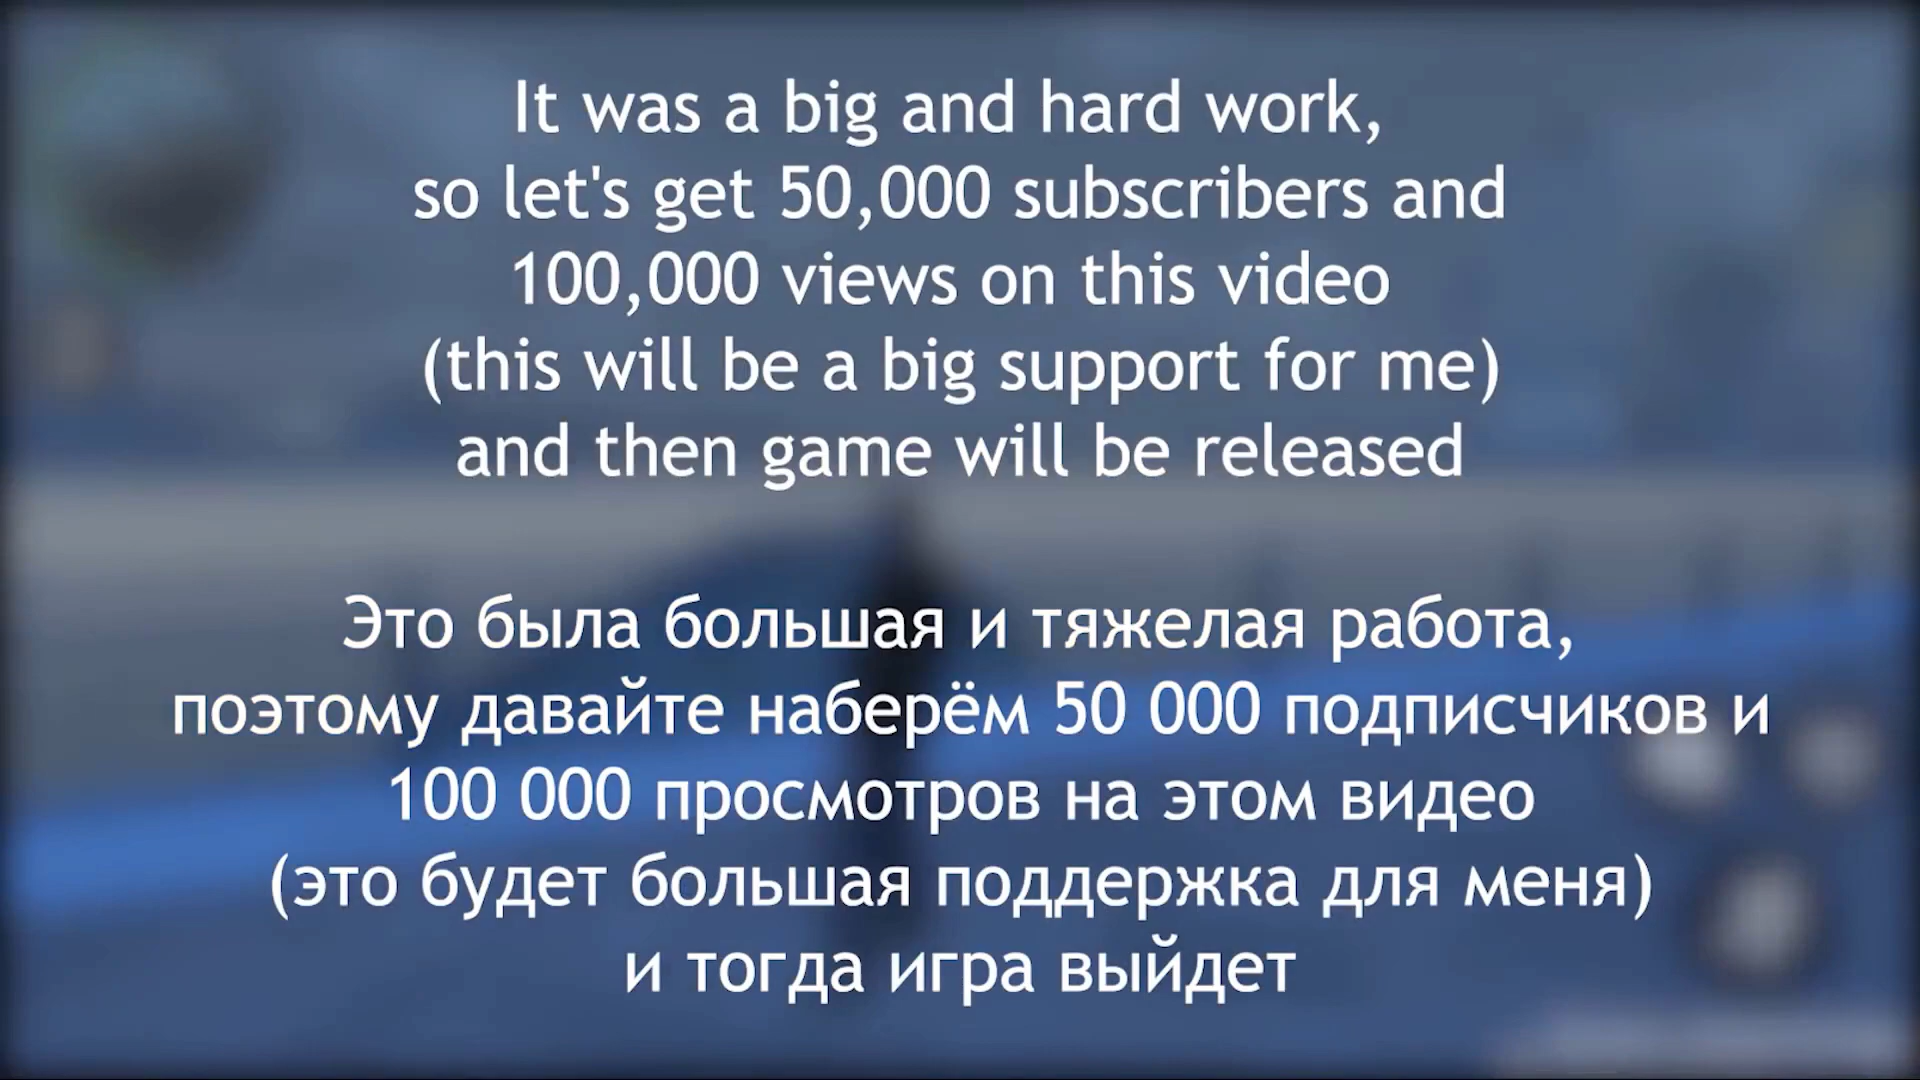 It was a big and hard work,
so let's get 50,000 subscribers and
100,000 views on this video
(this will be a big support for me)
and then game will be released
Это была большая и тяжелая работа,
поэтому давайте наберём 50 000 подписчиков и
100 000 просмотров на этом видео
(это будет большая поддержка для меня)
и тогда игра выйдет